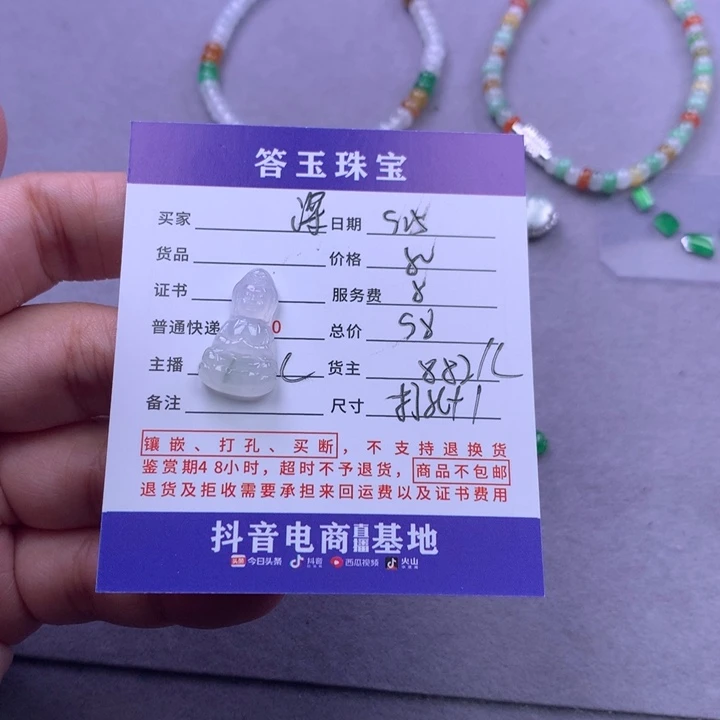 答玉珠宝
买家 日期 525
货品 价格
证书 服务费 8
普通快递 0 总价 58
主播 货主 882
备注 尺寸
镶嵌、打孔、买断，不支持退换货
鉴赏期48小时，超时不予退货，商品不包邮
退货及拒收需要承担来回运费以及证书费用
抖音电商直播基地
头条 今日头条 抖音 西瓜视频 火山